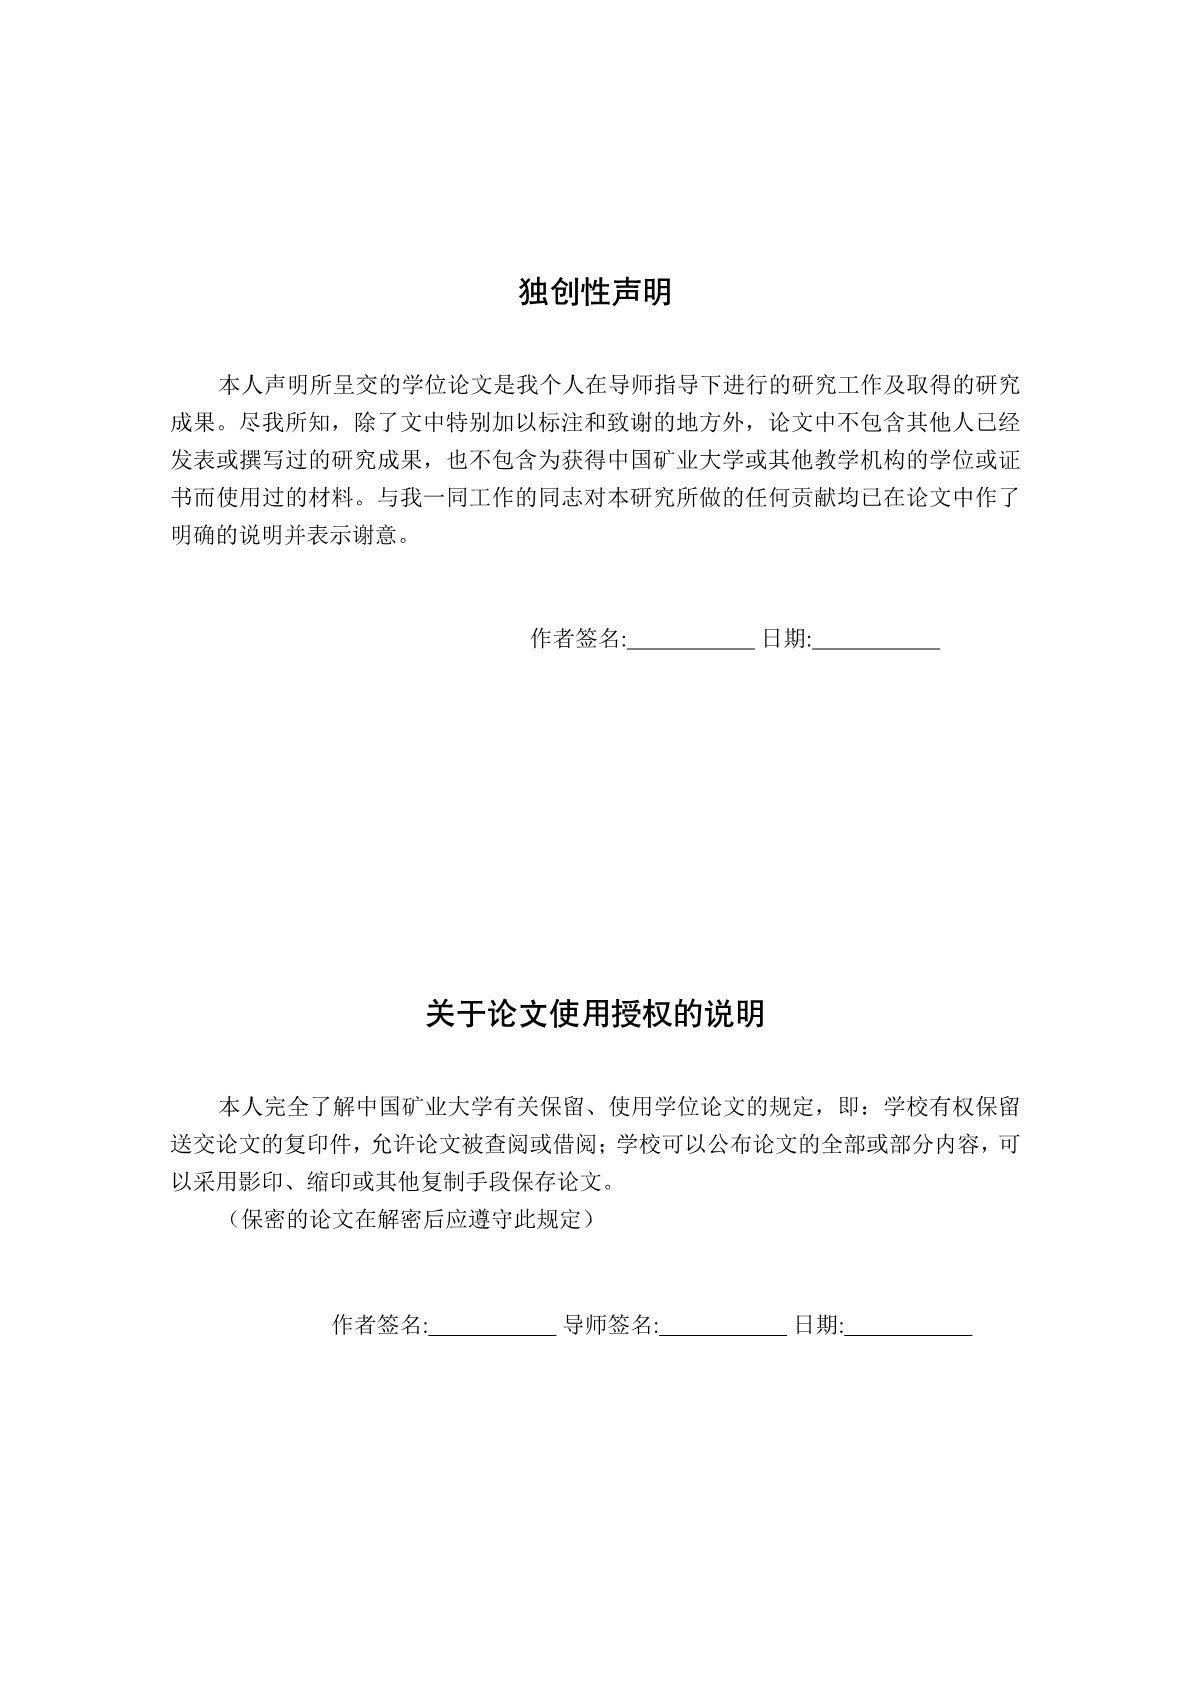 独创性声明
本人声明所呈交的学位论文是我个人在导师指导下进行的研究工作及取得的研究
成果。尽我所知，除了文中特别加以标注和致谢的地方外，论文中不包含其他人已经
发表或撰写过的研究成果，也不包含为获得中国矿业大学或其他教学机构的学位或证
书而使用过的材料。与我一同工作的同志对本研究所做的任何贡献均已在论文中作了
明确的说明并表示谢意。
作者签名:___________ 日期:___________
关于论文使用授权的说明
本人完全了解中国矿业大学有关保留、使用学位论文的规定，即：学校有权保留
送交论文的复印件，允许论文被查阅或借阅；学校可以公布论文的全部或部分内容，可
以采用影印、缩印或其他复制手段保存论文。
（保密的论文在解密后应遵守此规定）
作者签名:___________ 导师签名:___________ 日期:___________